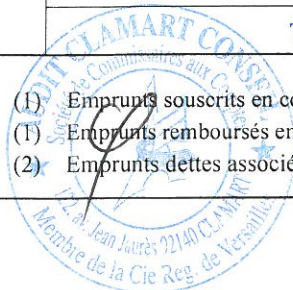 AUDIT CLAMART CONSEIL
Société de Commissaires aux Comptes
(1) Emprunts souscrits en co
(1) Emprunts remboursés en
(2) Emprunts dettes associé
av. Jean Jaurès 92140 CLAMART
Membre de la Cie Reg. de Versailles